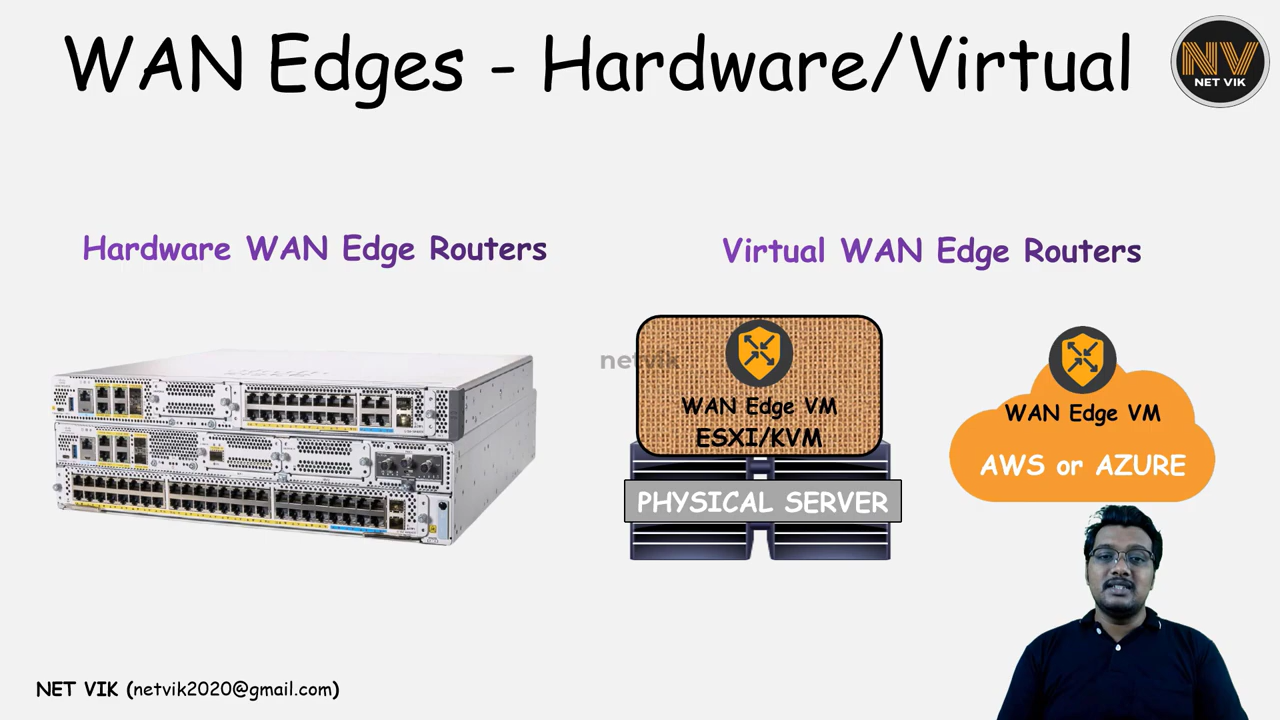 WAN Edges - Hardware/Virtual
NV
NET VIK
Hardware WAN Edge Routers
Virtual WAN Edge Routers
netvik
WAN Edge VM
ESXI/KVM
PHYSICAL SERVER
WAN Edge VM
AWS or AZURE
NET VIK (netvik2020@gmail.com)